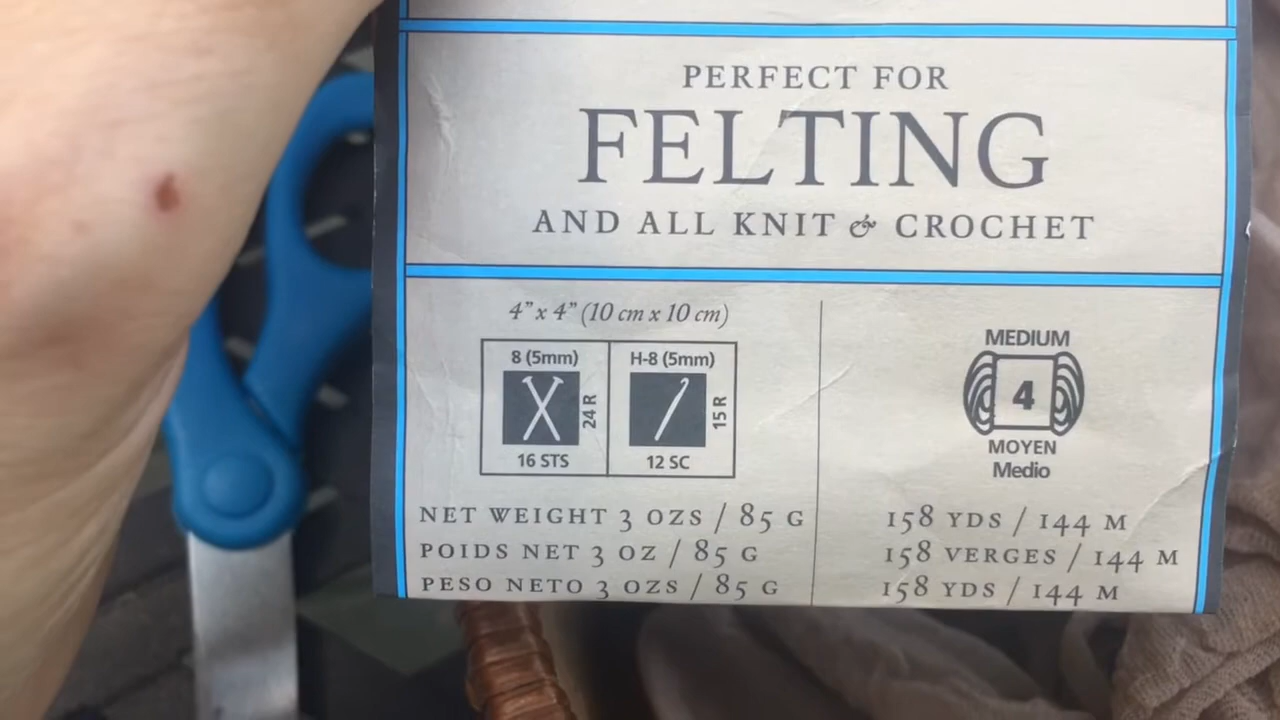 PERFECT FOR
FELTING
AND ALL KNIT & CROCHET
4” x 4” (10 cm x 10 cm)
8 (5mm)
24 R
16 STS
H-8 (5mm)
15 R
12 SC
MEDIUM
4
MOYEN
Medio
NET WEIGHT 3 OZS / 85 G
POIDS NET 3 OZ / 85 G
PESO NETO 3 OZS / 85 G
158 YDS / 144 M
158 VERGES / 144 M
158 YDS / 144 M